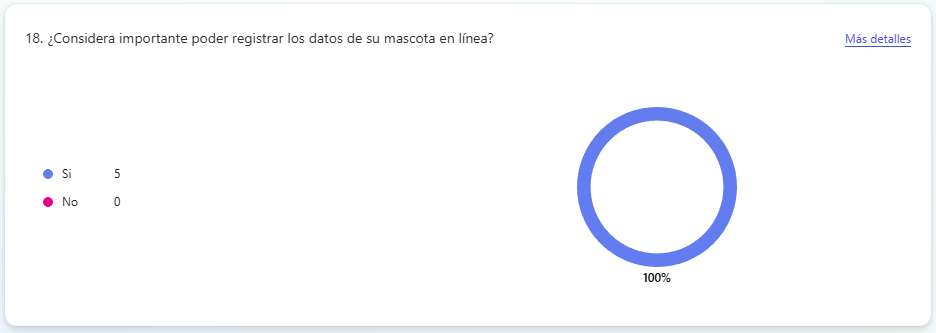 18. ¿Considera importante poder registrar los datos de su mascota en línea?
Más detalles
Si 5
No 0
100%